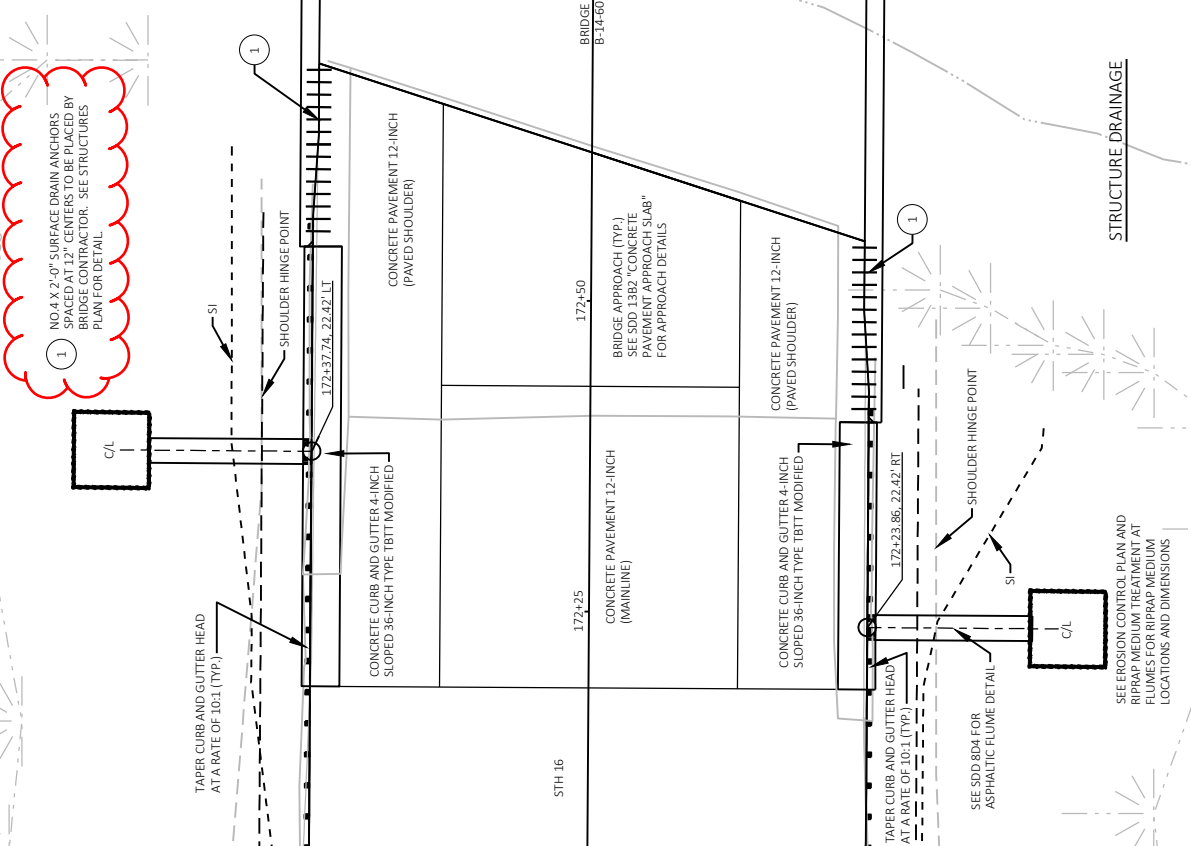 1
NO.4 X 2'-0" SURFACE DRAIN ANCHORS
SPACED AT 12" CENTERS TO BE PLACED BY
BRIDGE CONTRACTOR.  SEE STRUCTURES
PLAN FOR DETAIL.
1
C/L
TAPER CURB AND GUTTER HEAD
AT A RATE OF 10:1 (TYP.)
SI
SHOULDER HINGE POINT
172+37.74, 22.42' LT
CONCRETE CURB AND GUTTER 4-INCH
SLOPED 36-INCH TYPE TBTT MODIFIED
CONCRETE PAVEMENT 12-INCH
(PAVED SHOULDER)
STH 16
172+25
172+50
BRIDGE
B-14-60
CONCRETE PAVEMENT 12-INCH
(MAINLINE)
BRIDGE APPROACH (TYP.)
SEE SDD 13B2 "CONCRETE
PAVEMENT APPROACH SLAB"
FOR APPROACH DETAILS
CONCRETE PAVEMENT 12-INCH
(PAVED SHOULDER)
CONCRETE CURB AND GUTTER 4-INCH
SLOPED 36-INCH TYPE TBTT MODIFIED
172+23.86, 22.42' RT
TAPER CURB AND GUTTER HEAD
AT A RATE OF 10:1 (TYP.)
1
SHOULDER HINGE POINT
SI
SEE SDD 8D4 FOR
ASPHALTIC FLUME DETAIL
C/L
SEE EROSION CONTROL PLAN AND
RIPRAP MEDIUM TREATMENT AT
FLUMES FOR RIPRAP MEDIUM
LOCATIONS AND DIMENSIONS
STRUCTURE DRAINAGE